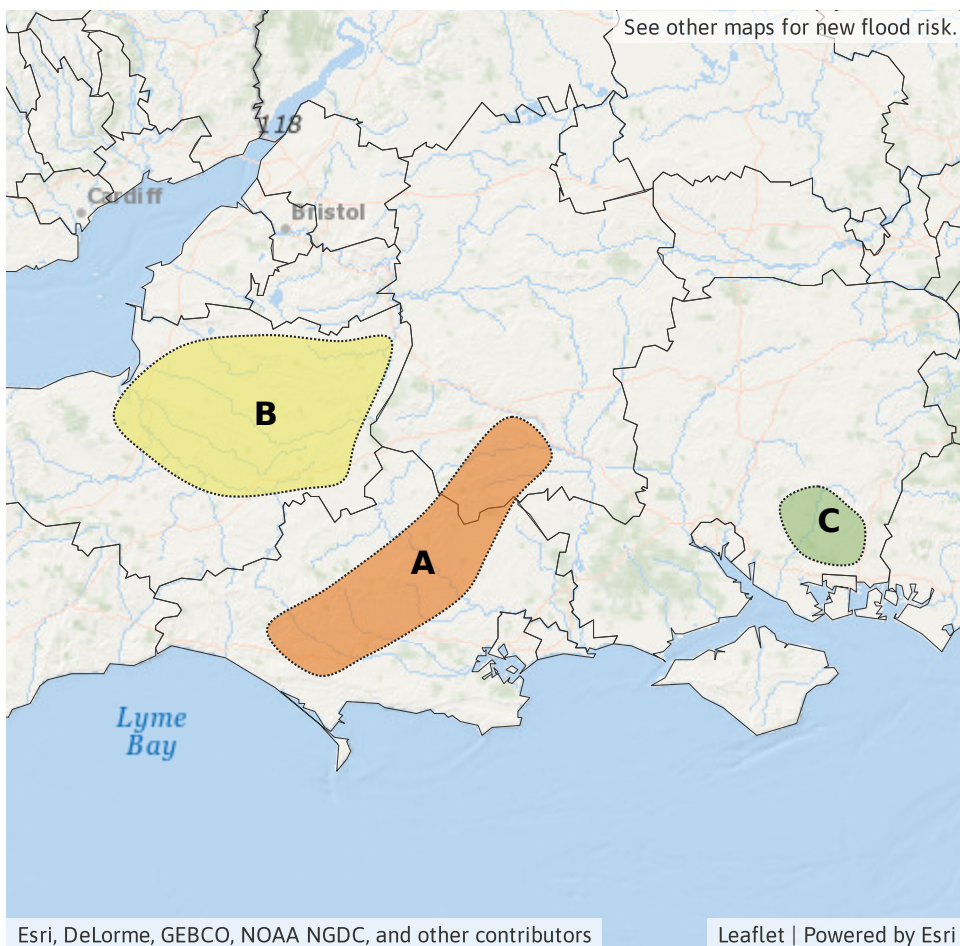 See other maps for new flood risk.
118
Cardiff
Bristol
B
A
C
Lyme
Bay
Esri, DeLorme, GEBCO, NOAA NGDC, and other contributors
Leaflet | Powered by Esri